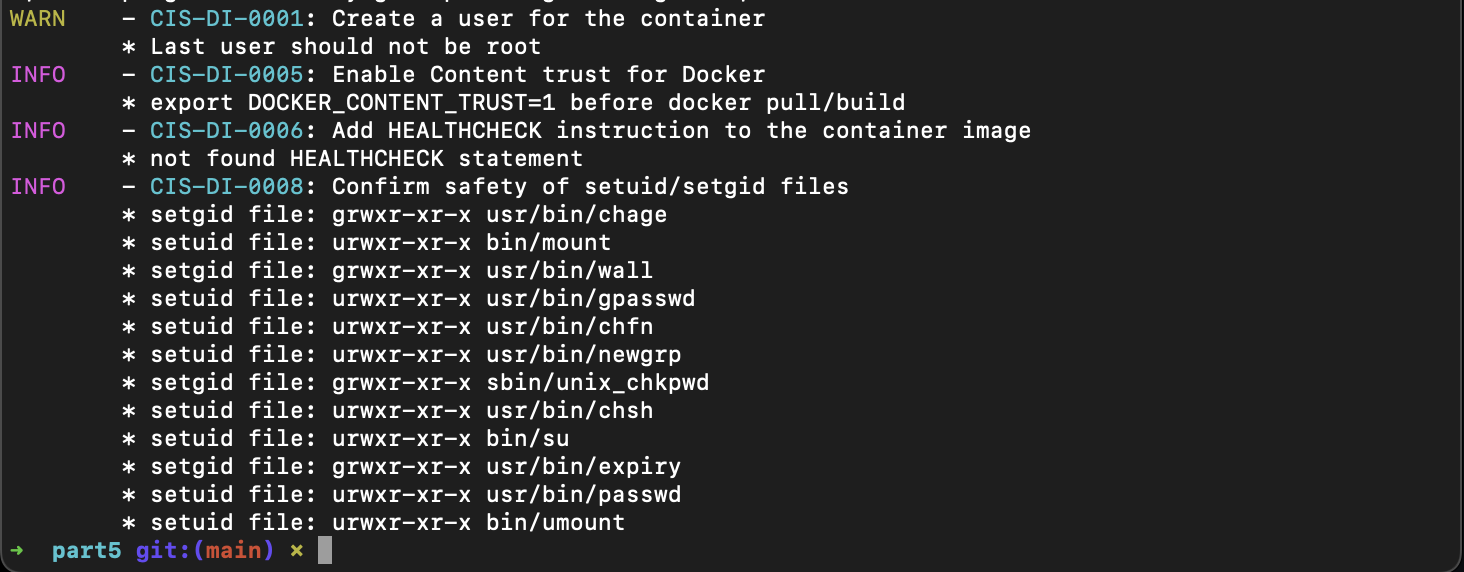 WARN - CIS-DI-0001: Create a user for the container
* Last user should not be root
INFO - CIS-DI-0005: Enable Content trust for Docker
* export DOCKER_CONTENT_TRUST=1 before docker pull/build
INFO - CIS-DI-0006: Add HEALTHCHECK instruction to the container image
* not found HEALTHCHECK statement
INFO - CIS-DI-0008: Confirm safety of setuid/setgid files
* setgid file: grwxr-xr-x usr/bin/chage
* setuid file: urwxr-xr-x bin/mount
* setgid file: grwxr-xr-x usr/bin/wall
* setuid file: urwxr-xr-x usr/bin/gpasswd
* setuid file: urwxr-xr-x usr/bin/chfn
* setuid file: urwxr-xr-x usr/bin/newgrp
* setgid file: grwxr-xr-x sbin/unix_chkpwd
* setuid file: urwxr-xr-x usr/bin/chsh
* setuid file: urwxr-xr-x bin/su
* setgid file: grwxr-xr-x usr/bin/expiry
* setuid file: urwxr-xr-x usr/bin/passwd
* setuid file: urwxr-xr-x bin/umount
➜ part5 git:(main) ✗